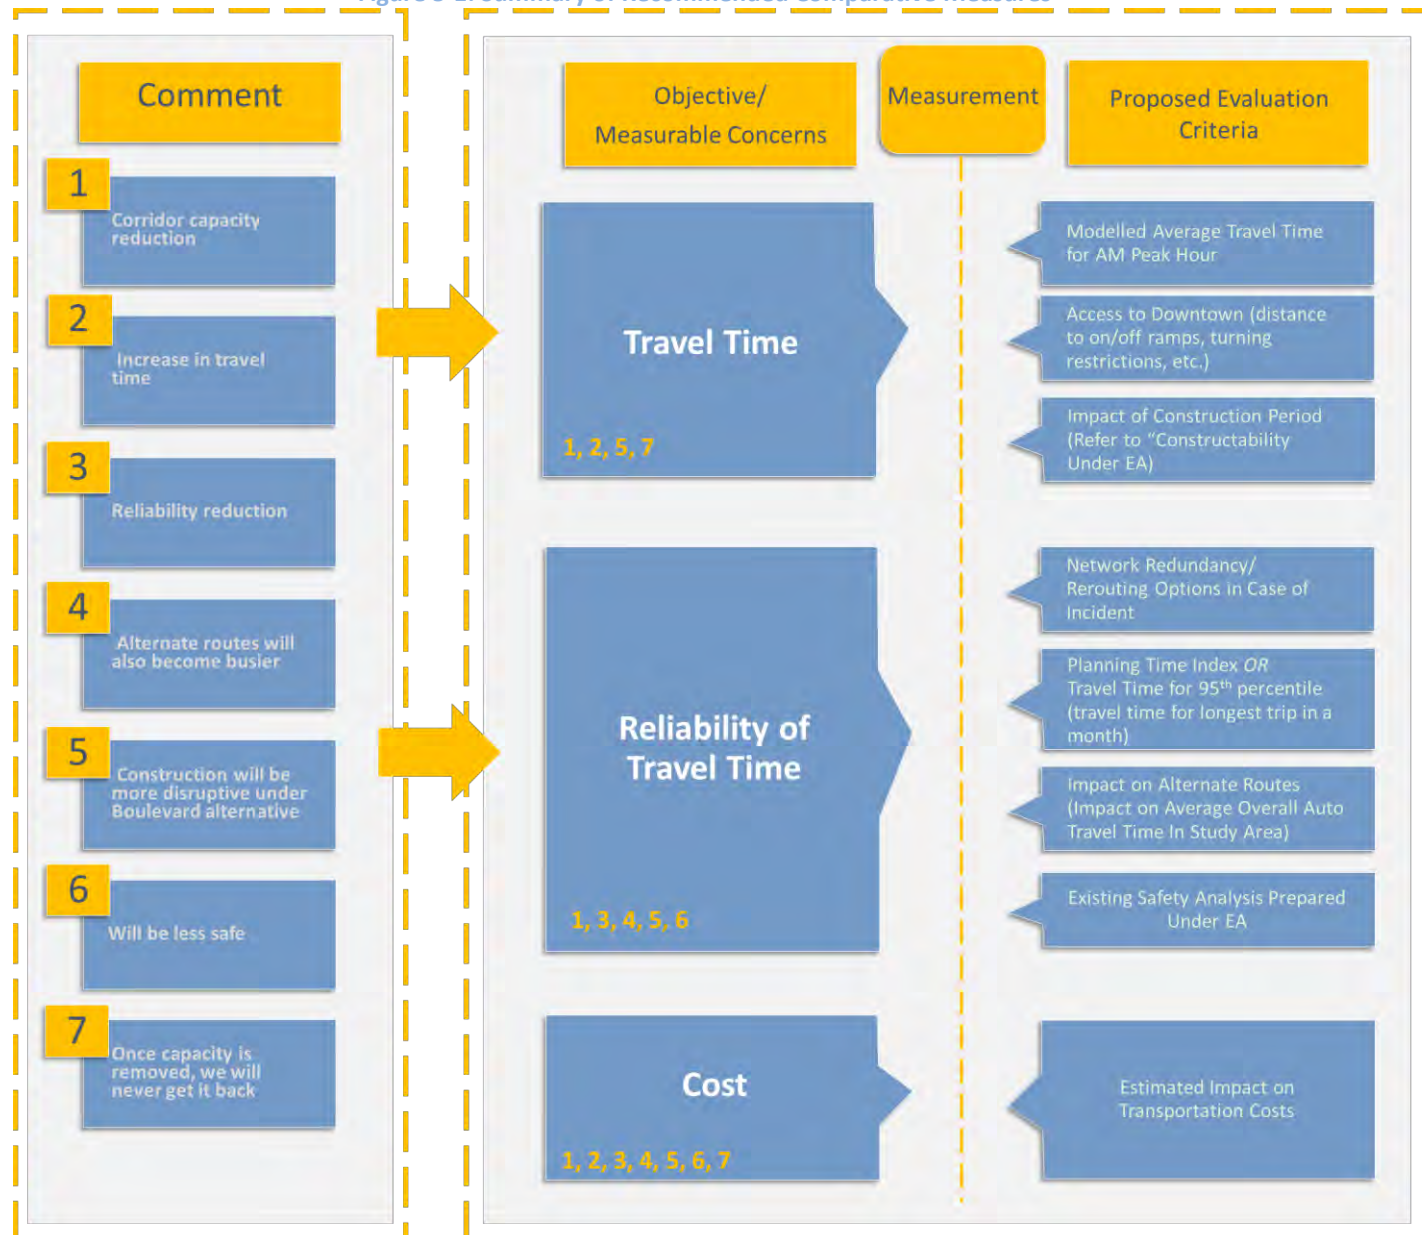 Comment
1
Corridor capacity
reduction
2
Increase in travel
time
3
Reliability reduction
4
Alternate routes will
also become busier
5
Construction will be
more disruptive under
Boulevard alternative
6
Will be less safe
7
Once capacity is
removed, we will
never get it back
Objective/
Measurable Concerns
Measurement
Proposed Evaluation
Criteria
Travel Time
1, 2, 5, 7
Modelled Average Travel Time
for AM Peak Hour
Access to Downtown (distance
to on/off ramps, turning
restrictions, etc.)
Impact of Construction Period
(Refer to “Constructability
Under EA)
Reliability of
Travel Time
1, 3, 4, 5, 6
Network Redundancy/
Rerouting Options in Case of
Incident
Planning Time Index OR
Travel Time for 95th percentile
(travel time for longest trip in a
month)
Impact on Alternate Routes
(Impact on Average Overall Auto
Travel Time In Study Area)
Existing Safety Analysis Prepared
Under EA
Cost
1, 2, 3, 4, 5, 6, 7
Estimated Impact on
Transportation Costs